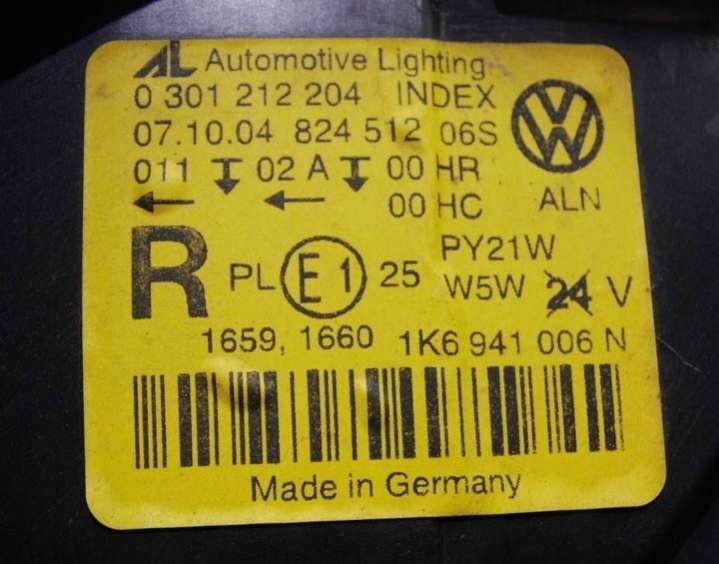 AL Automotive Lighting
0 301 212 204 INDEX
07.10.04 824 512 06S
011 02 A 00 HR
00 HC ALN
R PL E1 25 PY21W
W5W 24 V
1659, 1660 1K6 941 006 N
Made in Germany